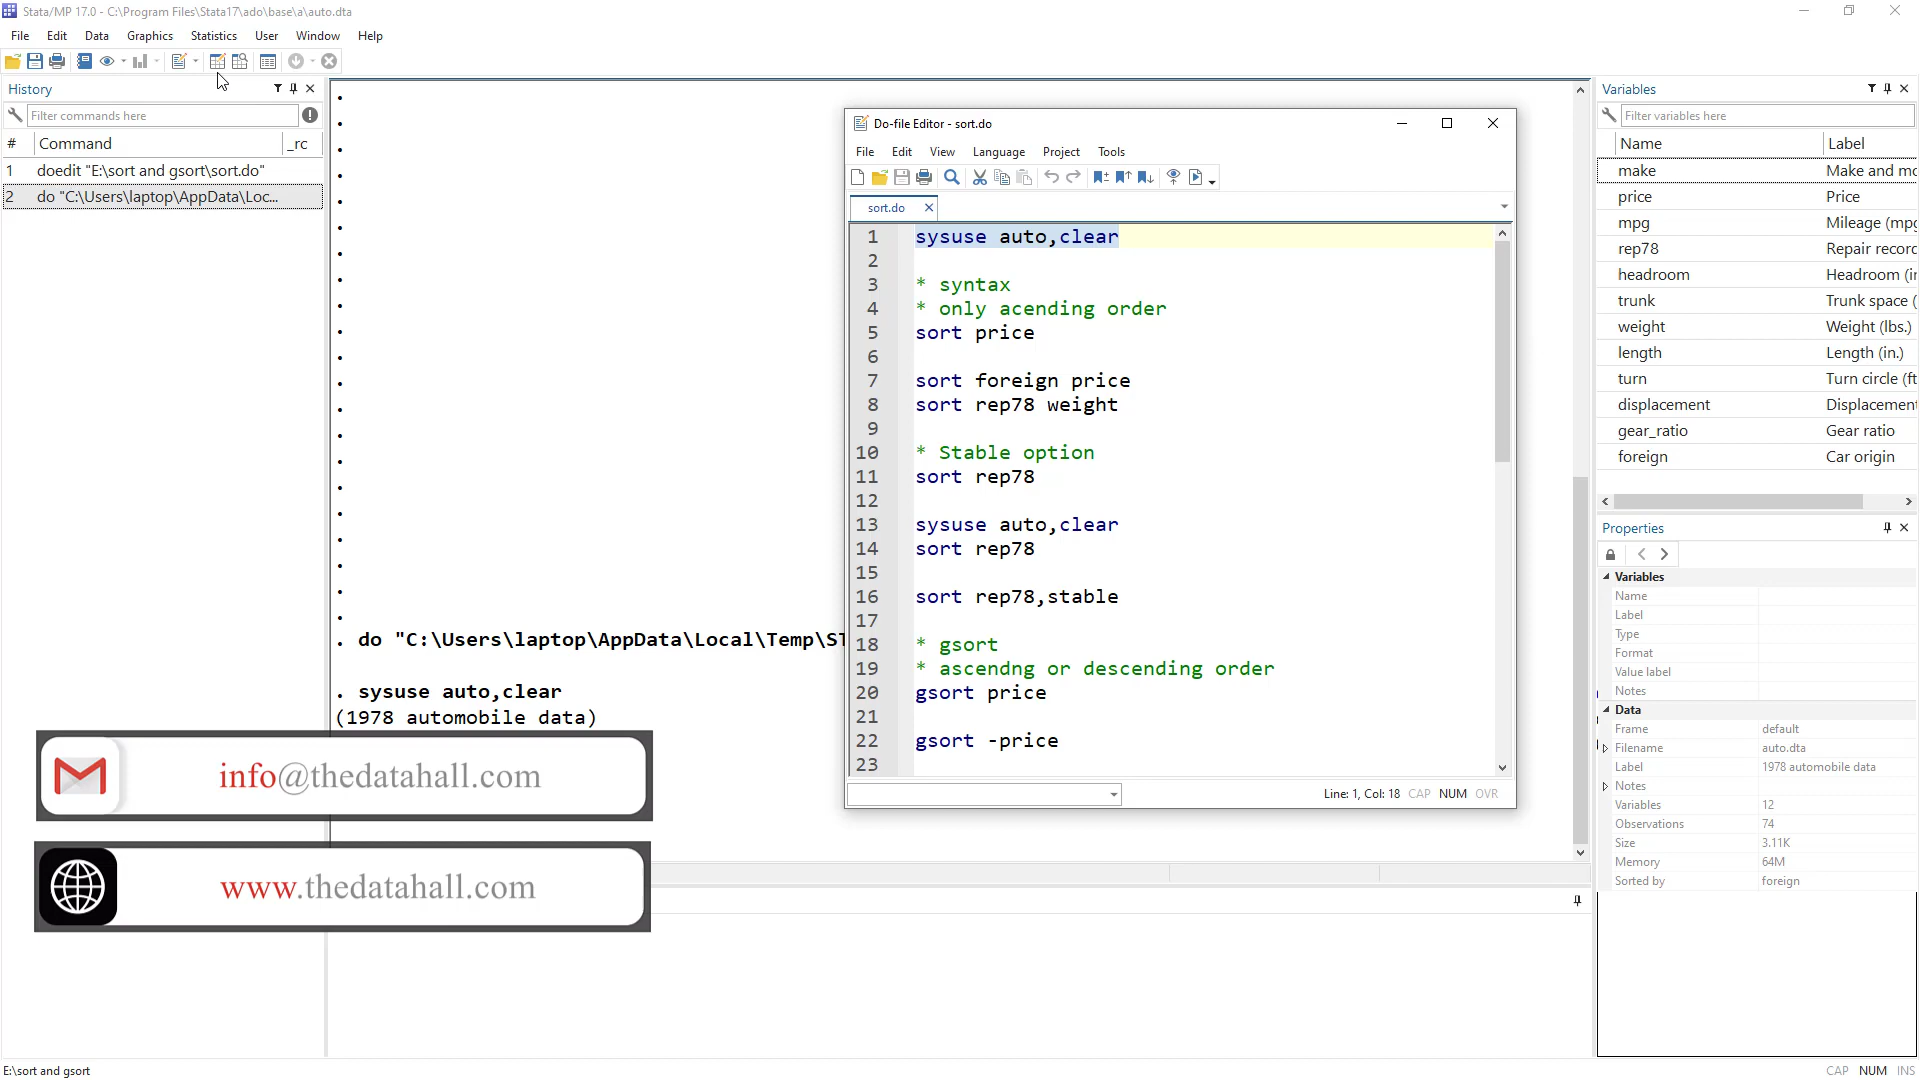 Stata/MP 17.0 - C:\Program Files\Stata17\ado\base\a\auto.dta
File Edit Data Graphics Statistics User Window Help
History
Filter commands here
# Command _rc
1 doedit "E:\sort and gsort\sort.do"
2 do "C:\Users\laptop\AppData\Loc...
. do "C:\Users\laptop\AppData\Local\Temp\ST
. sysuse auto,clear
(1978 automobile data)
info@thedatahall.com
www.thedatahall.com
Do-file Editor - sort.do
File Edit View Language Project Tools
sort.do
1 sysuse auto,clear
2
3 * syntax
4 * only acending order
5 sort price
6
7 sort foreign price
8 sort rep78 weight
9
10 * Stable option
11 sort rep78
12
13 sysuse auto,clear
14 sort rep78
15
16 sort rep78,stable
17
18 * gsort
19 * ascendng or descending order
20 gsort price
21
22 gsort -price
23
Line: 1, Col: 18 CAP NUM OVR
Variables
Filter variables here
Name Label
make Make and mo
price Price
mpg Mileage (mpg
rep78 Repair record
headroom Headroom (in
trunk Trunk space (
weight Weight (lbs.)
length Length (in.)
turn Turn circle (ft
displacement Displacement
gear_ratio Gear ratio
foreign Car origin
Properties
Variables
Name
Label
Type
Format
Value label
Notes
Data
Frame default
Filename auto.dta
Label 1978 automobile data
Notes
Variables 12
Observations 74
Size 3.11K
Memory 64M
Sorted by foreign
E:\sort and gsort
CAP NUM INS